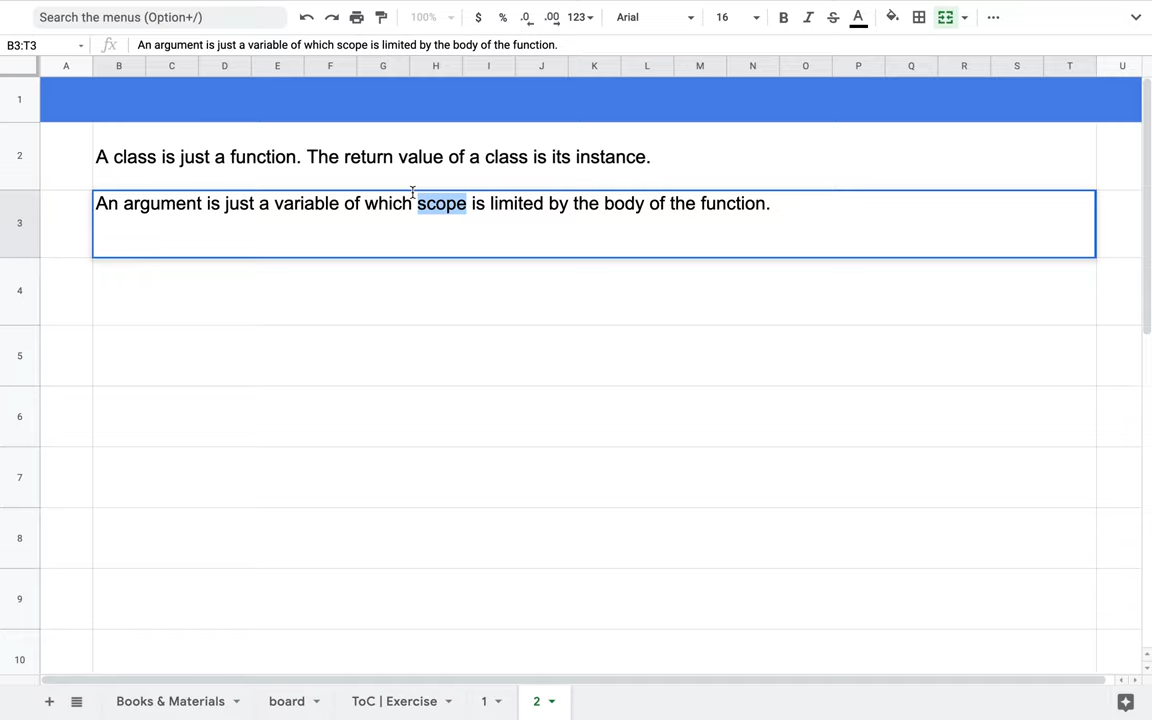 Search the menus (Option+/)
100%
$
%
.0
.00
123
Arial
16
B
I
S
A
B3:T3
fx
An argument is just a variable of which scope is limited by the body of the function.
A B C D E F G H I J K L M N O P Q R S T U
1
2
A class is just a function. The return value of a class is its instance.
3
An argument is just a variable of which scope is limited by the body of the function.
4
5
6
7
8
9
10
+
Books & Materials
board
ToC | Exercise
1
2